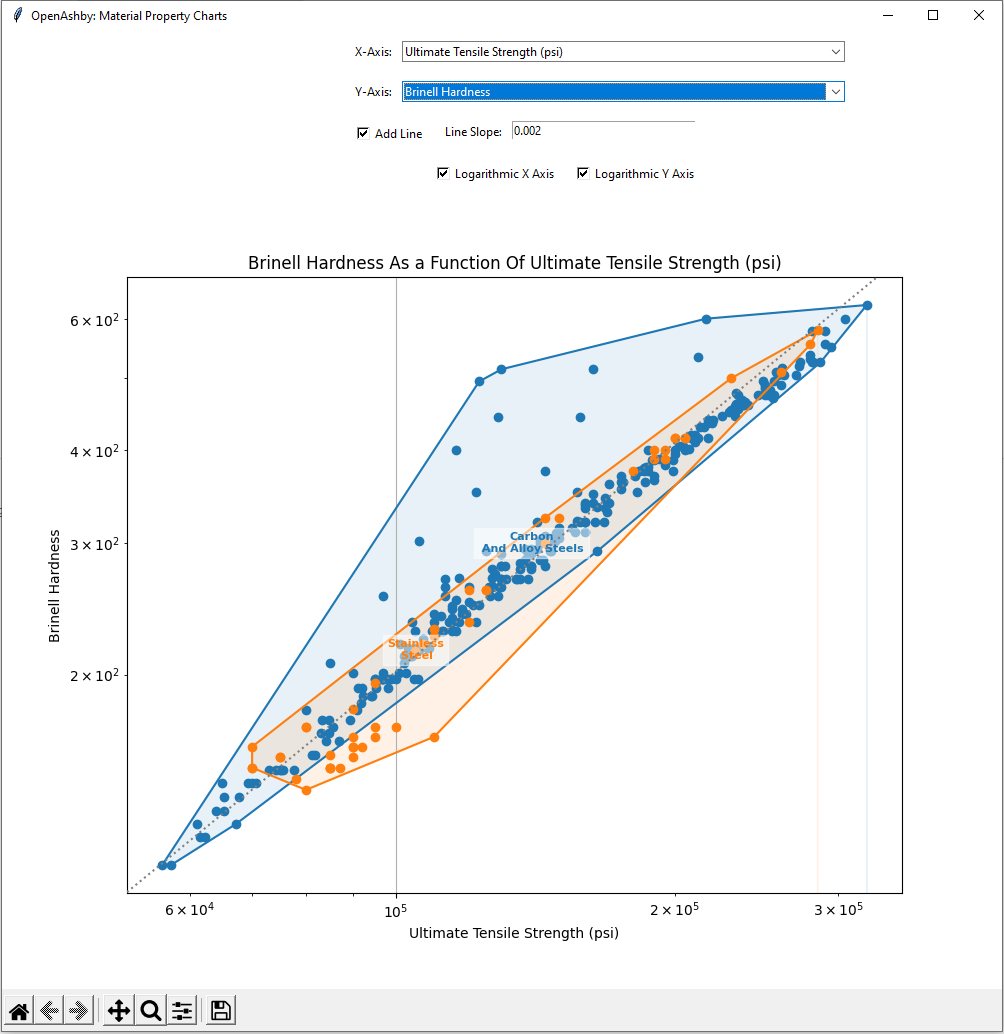 OpenAshby: Material Property Charts
X-Axis: Ultimate Tensile Strength (psi)
Y-Axis: Brinell Hardness
Add Line Line Slope: 0.002
Logarithmic X Axis Logarithmic Y Axis
Brinell Hardness As a Function Of Ultimate Tensile Strength (psi)
6 × 10²
4 × 10²
3 × 10²
2 × 10²
Brinell Hardness
Carbon
And Alloy Steels
Stainless
Steel
6 × 10⁴ 10⁵ 2 × 10⁵ 3 × 10⁵
Ultimate Tensile Strength (psi)